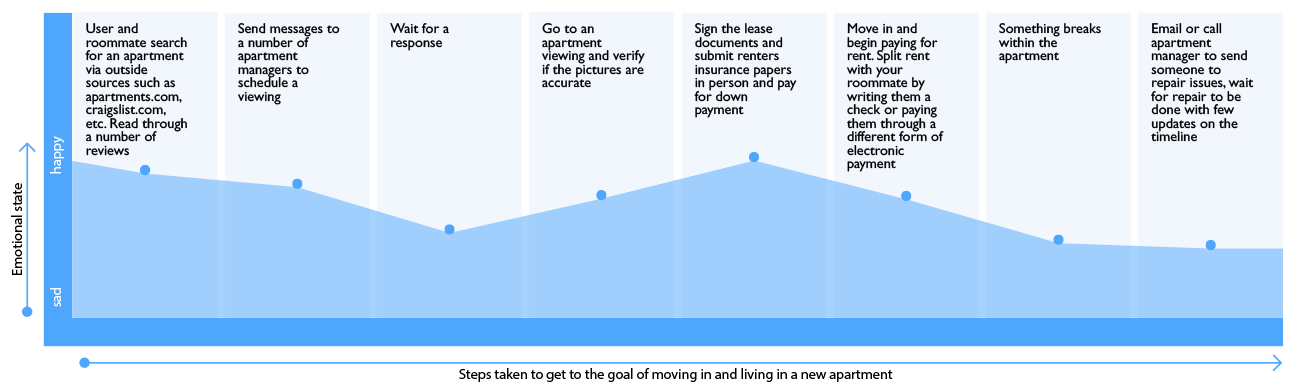 User and
roommate search
for an apartment
via outside
sources such as
apartments.com,
craigslist.com,
etc. Read through
a number of
reviews
Send messages to
a number of
apartment
managers to
schedule a
viewing
Wait for a
response
Go to an
apartment
viewing and verify
if the pictures are
accurate
Sign the lease
documents and
submit renters
insurance papers
in person and pay
for down
payment
Move in and
begin paying for
rent. Split rent
with your
roommate by
writing them a
check or paying
them through a
different form of
electronic
payment
Something breaks
within the
apartment
Email or call
apartment
manager to send
someone to
repair issues, wait
for repair to be
done with few
updates on the
timeline
Emotional state
happy
sad
Steps taken to get to the goal of moving in and living in a new apartment